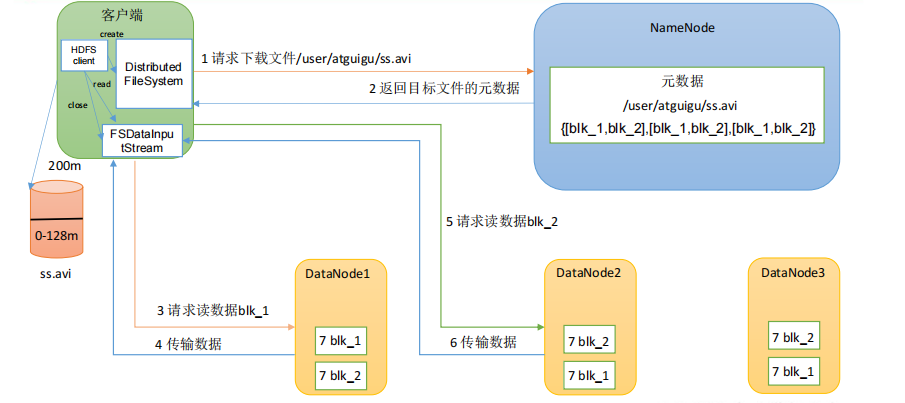 客户端
create
HDFS
client
Distributed
FileSystem
read
close
FSDataInpu
tStream
1 请求下载文件/user/atguigu/ss.avi
2 返回目标文件的元数据
NameNode
元数据
/user/atguigu/ss.avi
{[blk_1,blk_2],[blk_1,blk_2],[blk_1,blk_2]}
200m
0-128m
ss.avi
5 请求读数据blk_2
3 请求读数据blk_1
4 传输数据
6 传输数据
DataNode1
7 blk_1
7 blk_2
DataNode2
7 blk_2
7 blk_1
DataNode3
7 blk_2
7 blk_1